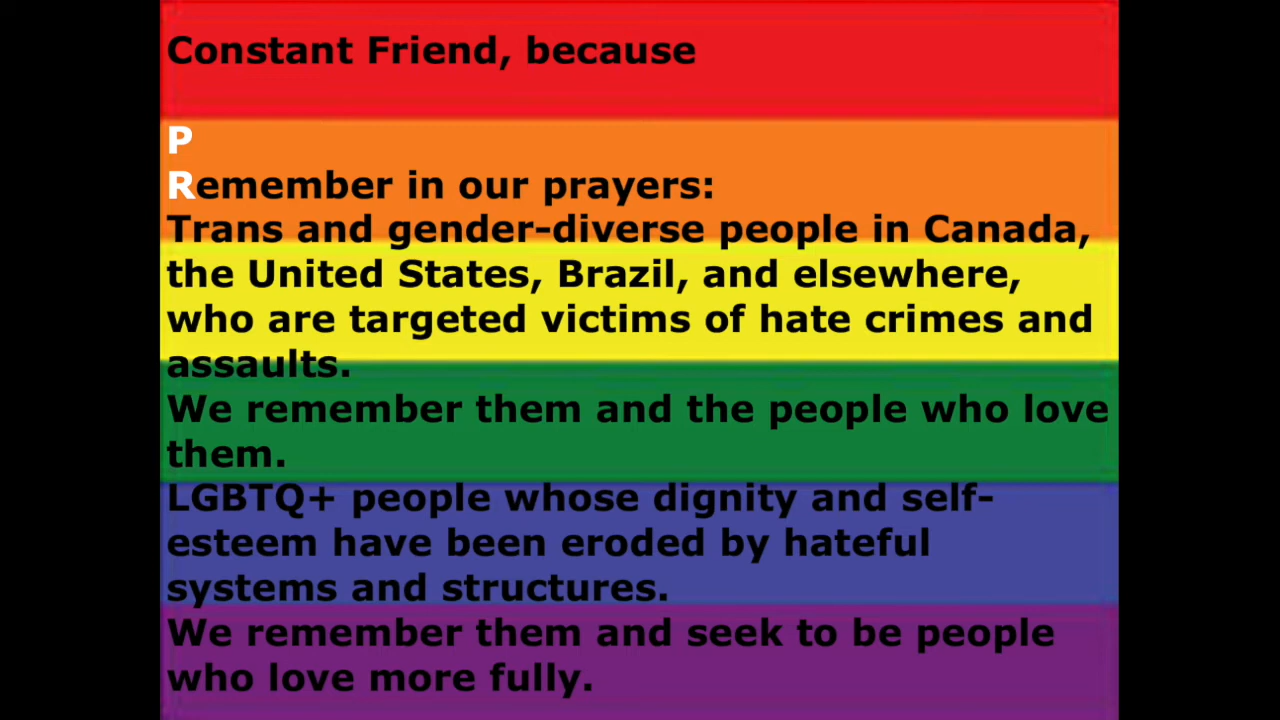 Constant Friend, because
P
Remember in our prayers:
Trans and gender-diverse people in Canada,
the United States, Brazil, and elsewhere,
who are targeted victims of hate crimes and
assaults.
We remember them and the people who love
them.
LGBTQ+ people whose dignity and self-
esteem have been eroded by hateful
systems and structures.
We remember them and seek to be people
who love more fully.